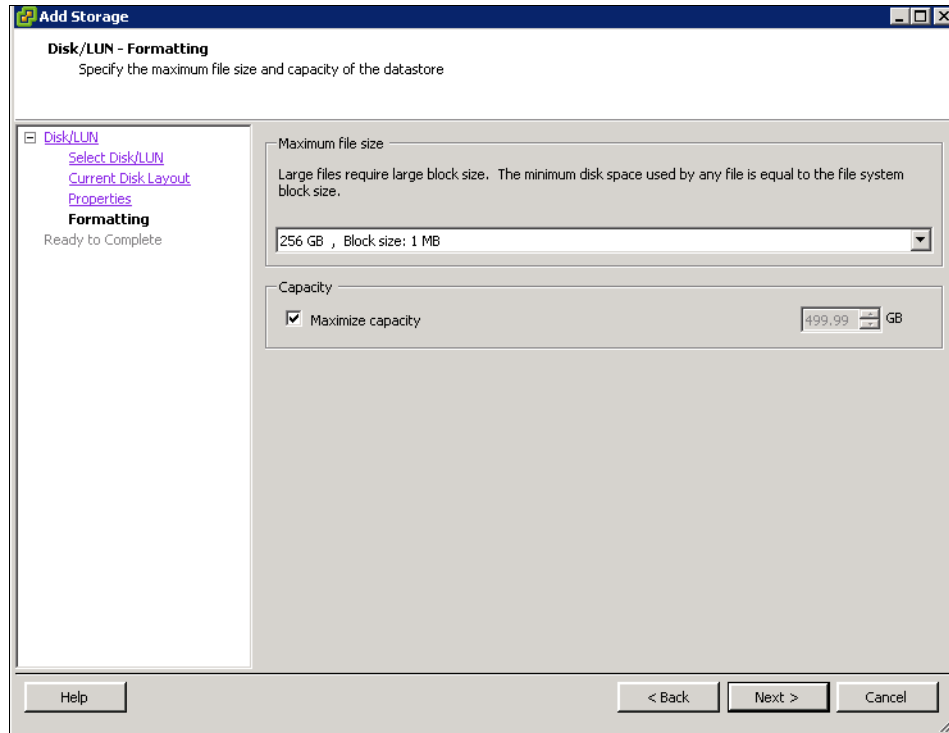 Add Storage
Disk/LUN - Formatting
Specify the maximum file size and capacity of the datastore
Disk/LUN
Select Disk/LUN
Current Disk Layout
Properties
Formatting
Ready to Complete
Maximum file size
Large files require large block size. The minimum disk space used by any file is equal to the file system
block size.
256 GB , Block size: 1 MB
Capacity
Maximize capacity
499.99 GB
Help
< Back
Next >
Cancel